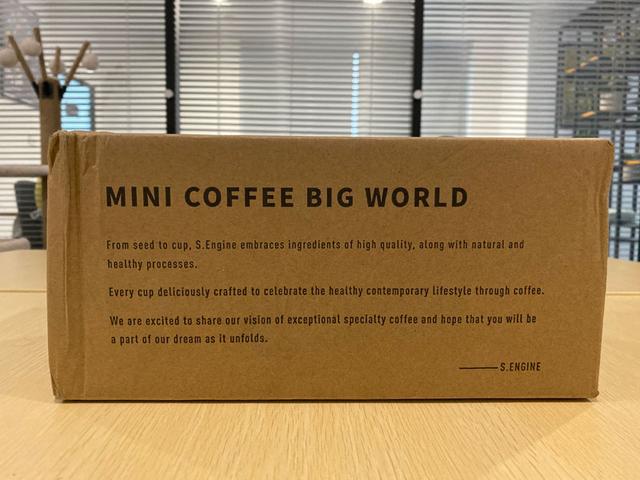 MINI COFFEE BIG WORLD
From seed to cup, S.Engine embraces ingredients of high quality, along with natural and
healthy processes.
Every cup deliciously crafted to celebrate the healthy contemporary lifestyle through coffee.
We are excited to share our vision of exceptional specialty coffee and hope that you will be
a part of our dream as it unfolds.
——S.ENGINE